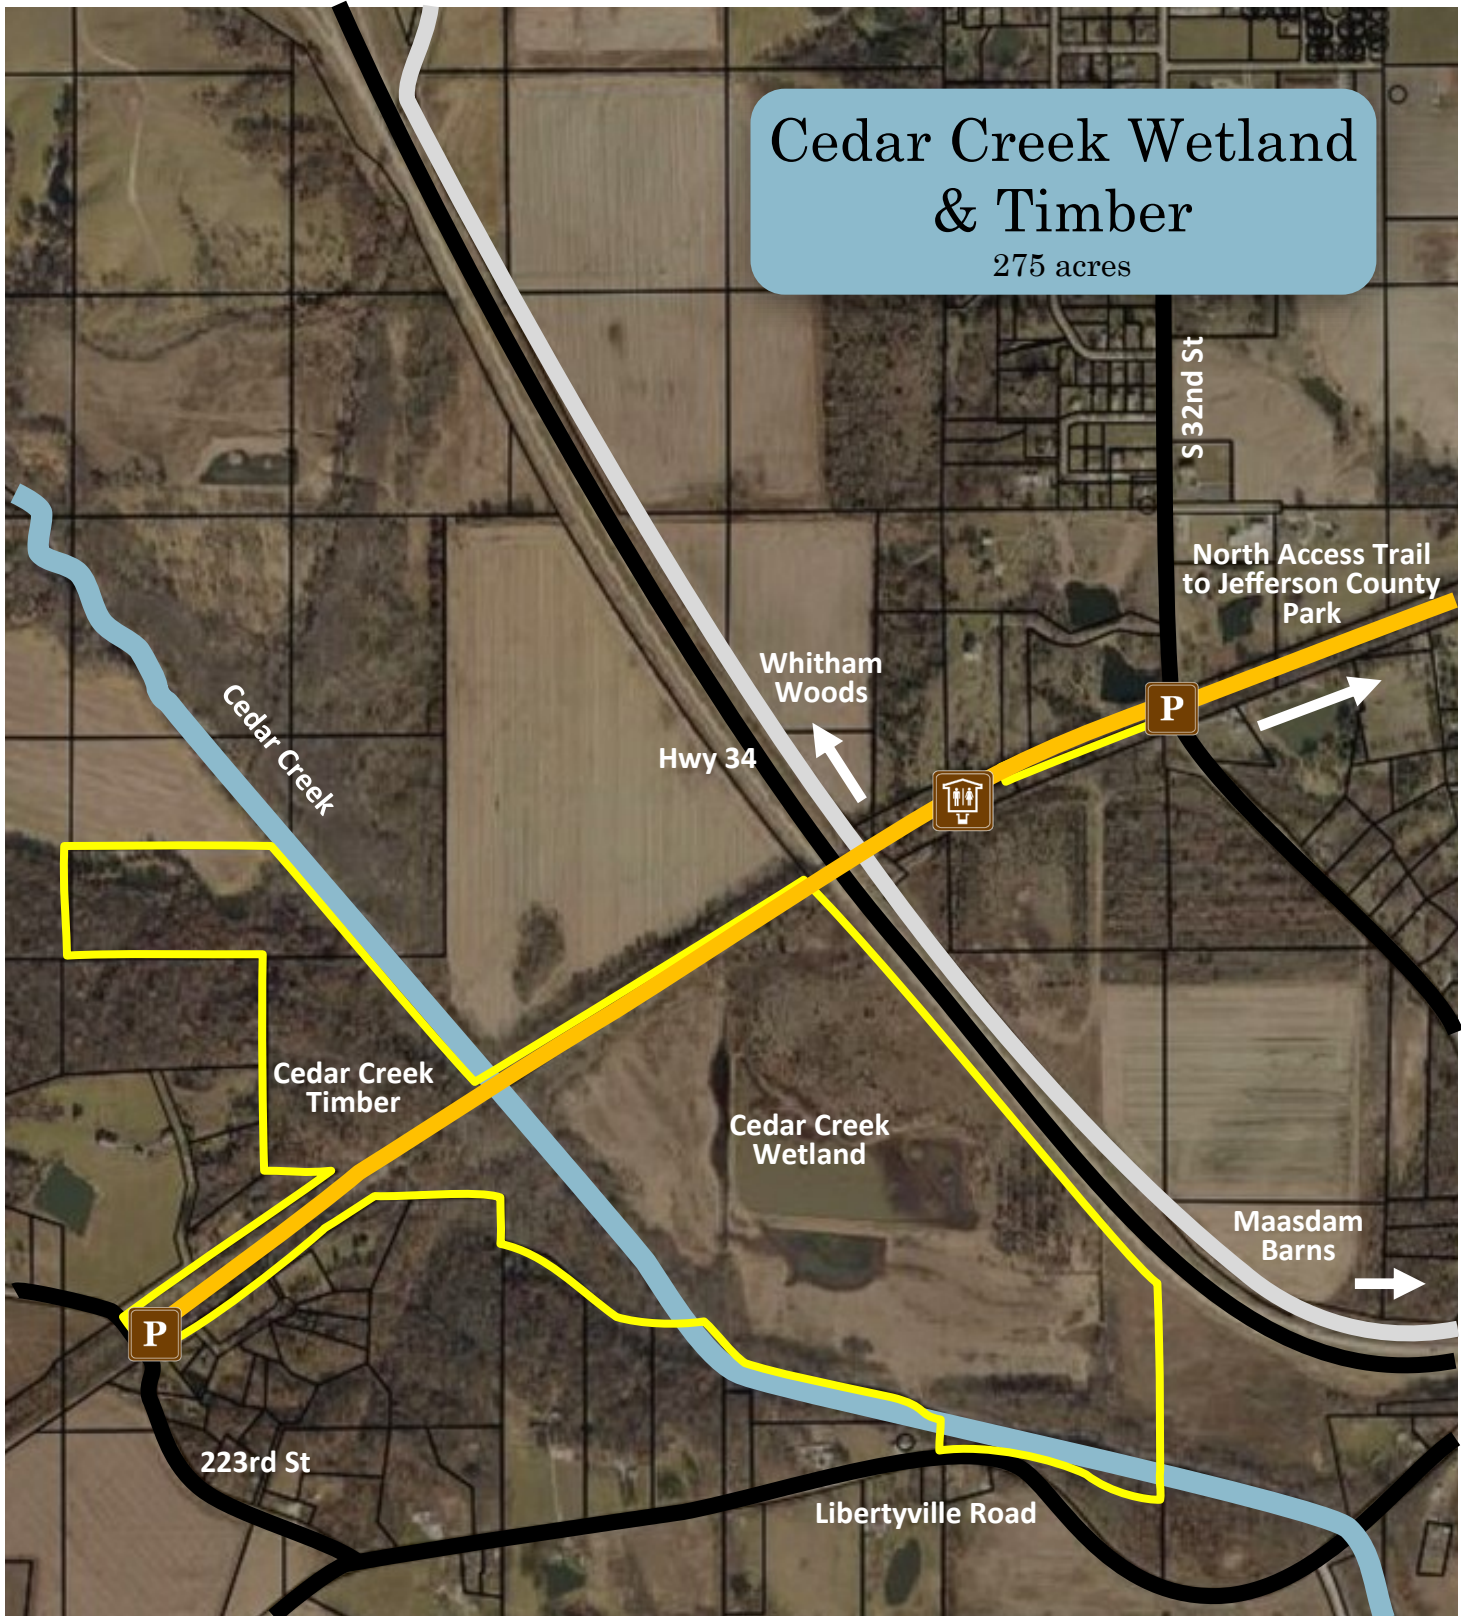 Cedar Creek Wetland
& Timber
275 acres
S 32nd St
North Access Trail
to Jefferson County
Park
Whitham
Woods
P
Cedar Creek
Hwy 34
Cedar Creek
Timber
Cedar Creek
Wetland
Maasdam
Barns
P
223rd St
Libertyville Road